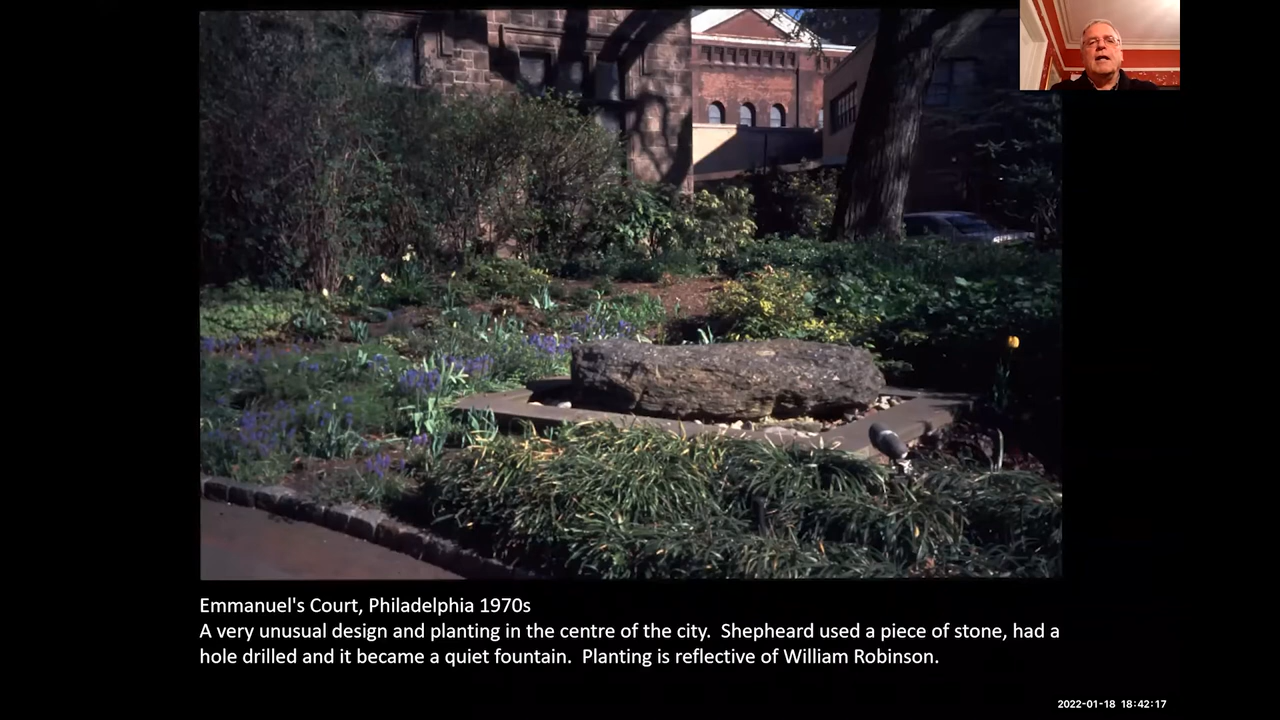 Emmanuel's Court, Philadelphia 1970s
A very unusual design and planting in the centre of the city.  Shepheard used a piece of stone, had a
hole drilled and it became a quiet fountain.  Planting is reflective of William Robinson.
2022-01-18 18:42:17